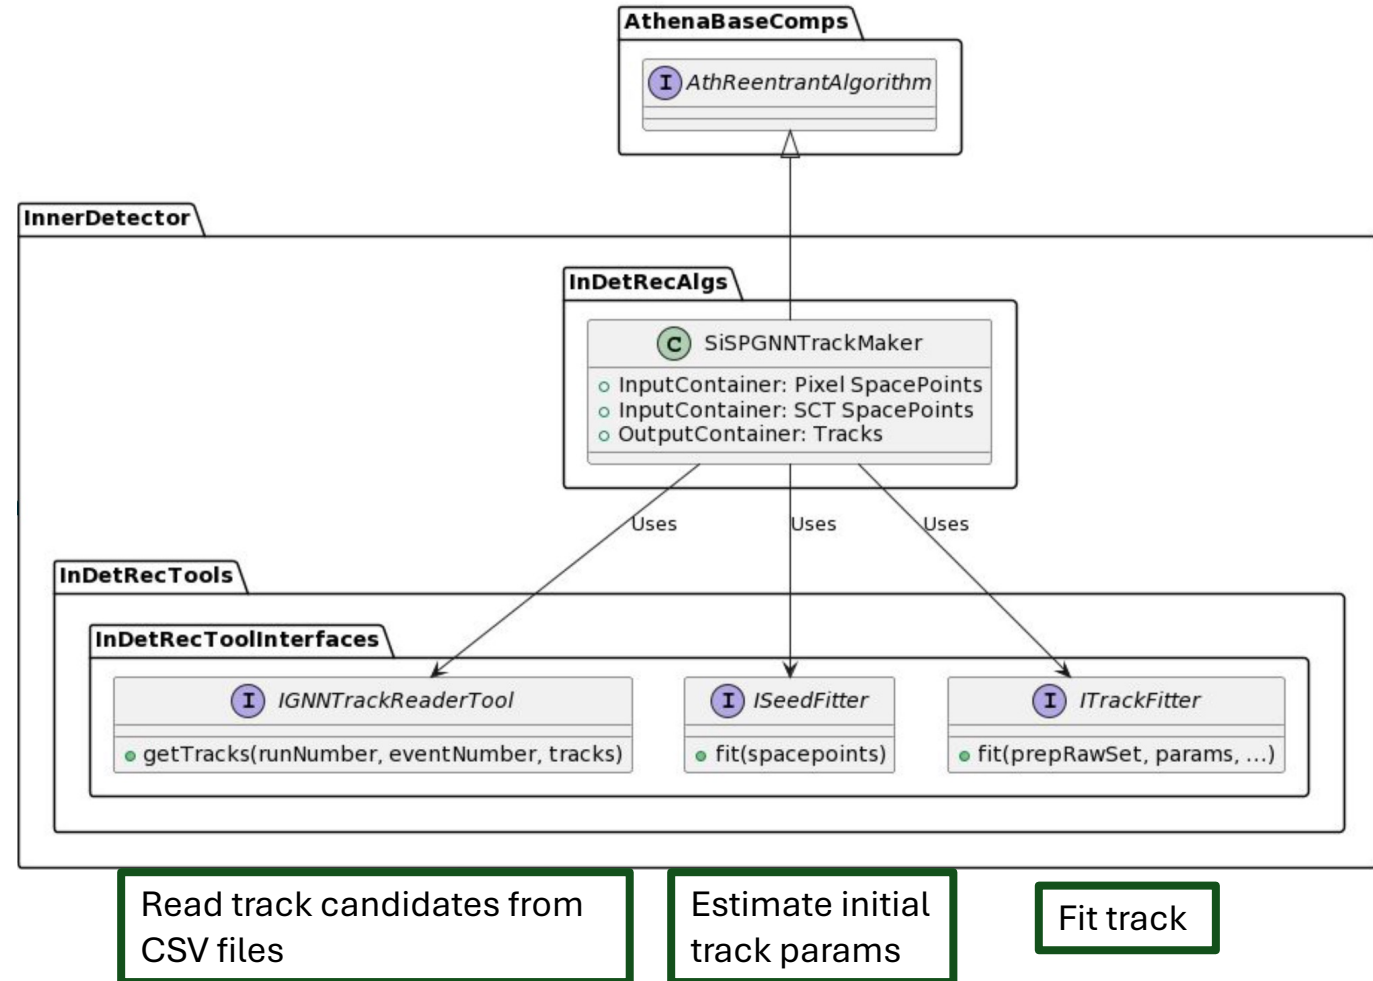 AthenaBaseComps
I AthReentrantAlgorithm
InnerDetector
InDetRecAlgs
C SiSPGNNTrackMaker
InputContainer: Pixel SpacePoints
InputContainer: SCT SpacePoints
OutputContainer: Tracks
Uses Uses Uses
InDetRecTools
InDetRecToolInterfaces
I IGNNTrackReaderTool
getTracks(runNumber, eventNumber, tracks)
I ISeedFitter
fit(spacepoints)
I ITrackFitter
fit(prepRawSet, params, ...)
Read track candidates from
CSV files
Estimate initial
track params
Fit track